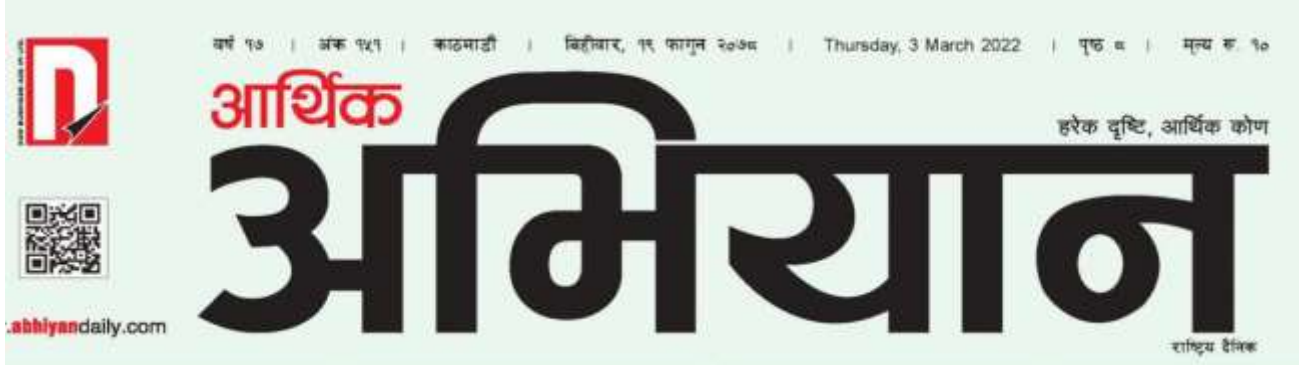 वर्ष १७ | अंक १५१ | काठमाडौं | बिहीवार, १९ फागुन २०७८ | Thursday, 3 March 2022 | पृष्ठ ८ | मूल्य रू. १०
आर्थिक
हरेक दृष्टि, आर्थिक कोण
अभियान
.abhiyandaily.com
राष्ट्रिय दैनिक